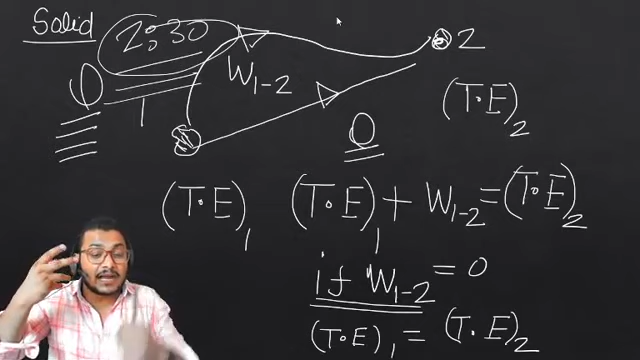 Solid
2:30
W1-2
2
1
0
(T.E)2
(T.E)1
(T.E)1 + W1-2 = (T.E)2
if W1-2 = 0
(T.E)1 = (T.E)2